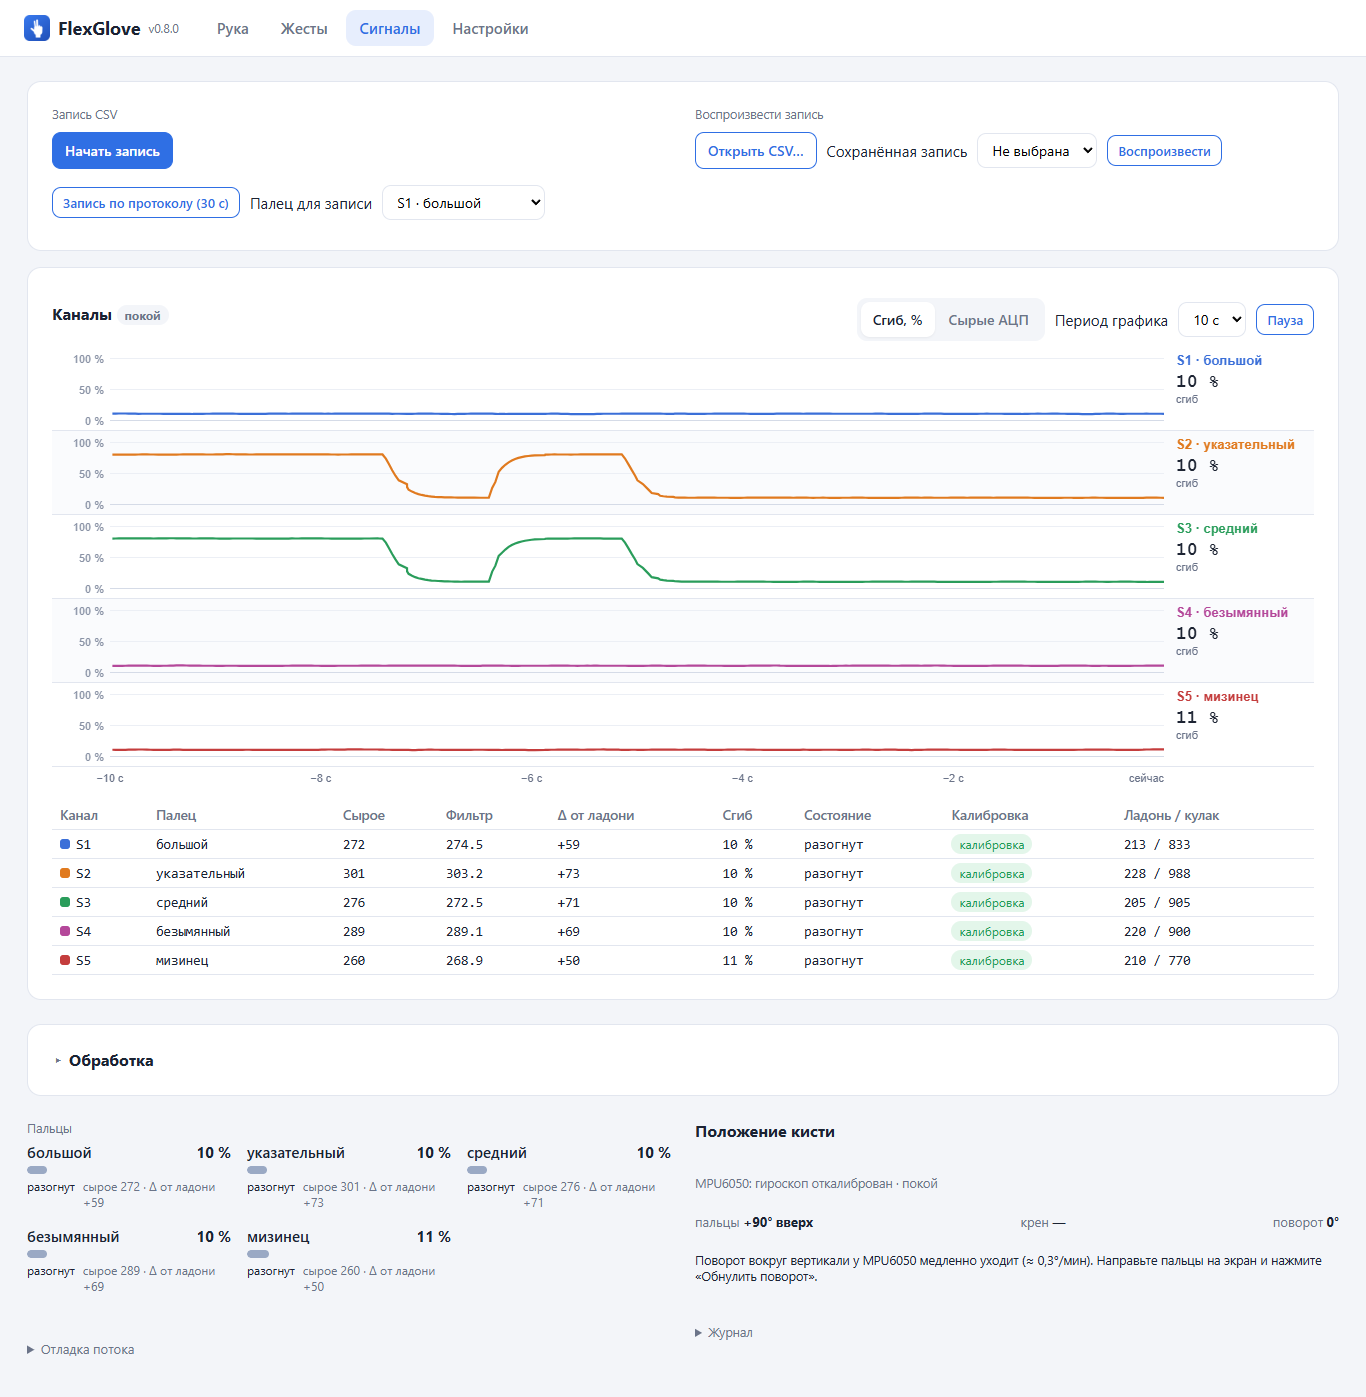 FlexGlove v0.8.0 Рука Жесты Сигналы Настройки
Запись CSV
Начать запись
Запись по протоколу (30 с) Палец для записи S1 · большой
Воспроизвести запись
Открыть CSV... Сохранённая запись Не выбрана Воспроизвести
Каналы покой
Сгиб, % Сырые АЦП Период графика 10 с Пауза
100 %
50 %
0 %
S1 · большой
10 %
сгиб
100 %
50 %
0 %
S2 · указательный
10 %
сгиб
100 %
50 %
0 %
S3 · средний
10 %
сгиб
100 %
50 %
0 %
S4 · безымянный
10 %
сгиб
100 %
50 %
0 %
S5 · мизинец
11 %
сгиб
−10 с −8 с −6 с −4 с −2 с сейчас
Канал Палец Сырое Фильтр Δ от ладони Сгиб Состояние Калибровка Ладонь / кулак
S1 большой 272 274.5 +59 10 % разогнут калибровка 213 / 833
S2 указательный 301 303.2 +73 10 % разогнут калибровка 228 / 988
S3 средний 276 272.5 +71 10 % разогнут калибровка 205 / 905
S4 безымянный 289 289.1 +69 10 % разогнут калибровка 220 / 900
S5 мизинец 260 268.9 +50 11 % разогнут калибровка 210 / 770
Обработка
Пальцы
большой 10 %
разогнут сырое 272 · Δ от ладони
+59
указательный 10 %
разогнут сырое 301 · Δ от ладони
+73
средний 10 %
разогнут сырое 276 · Δ от ладони
+71
безымянный 10 %
разогнут сырое 289 · Δ от ладони
+69
мизинец 11 %
разогнут сырое 260 · Δ от ладони
+50
Отладка потока
Положение кисти
MPU6050: гироскоп откалиброван · покой
пальцы +90° вверх крен — поворот 0°
Поворот вокруг вертикали у MPU6050 медленно уходит (≈ 0,3°/мин). Направьте пальцы на экран и нажмите
«Обнулить поворот».
Журнал